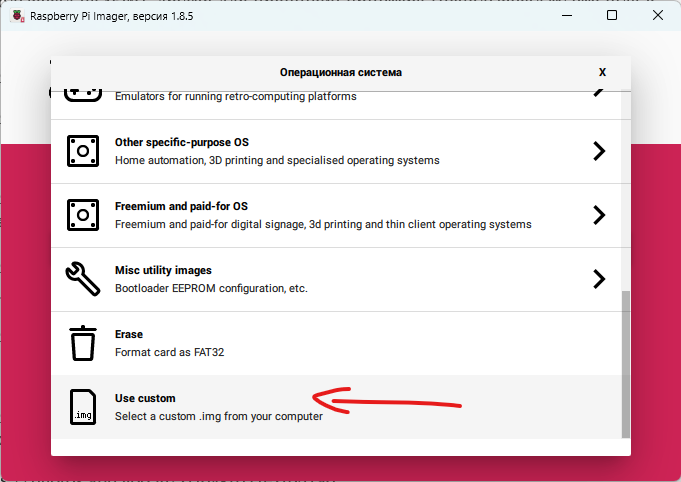 Raspberry Pi Imager, версия 1.8.5
Операционная система
X
Emulators for running retro-computing platforms
Other specific-purpose OS
Home automation, 3D printing and specialised operating systems
Freemium and paid-for OS
Freemium and paid-for digital signage, 3d printing and thin client operating systems
Misc utility images
Bootloader EEPROM configuration, etc.
Erase
Format card as FAT32
.img
Use custom
Select a custom .img from your computer